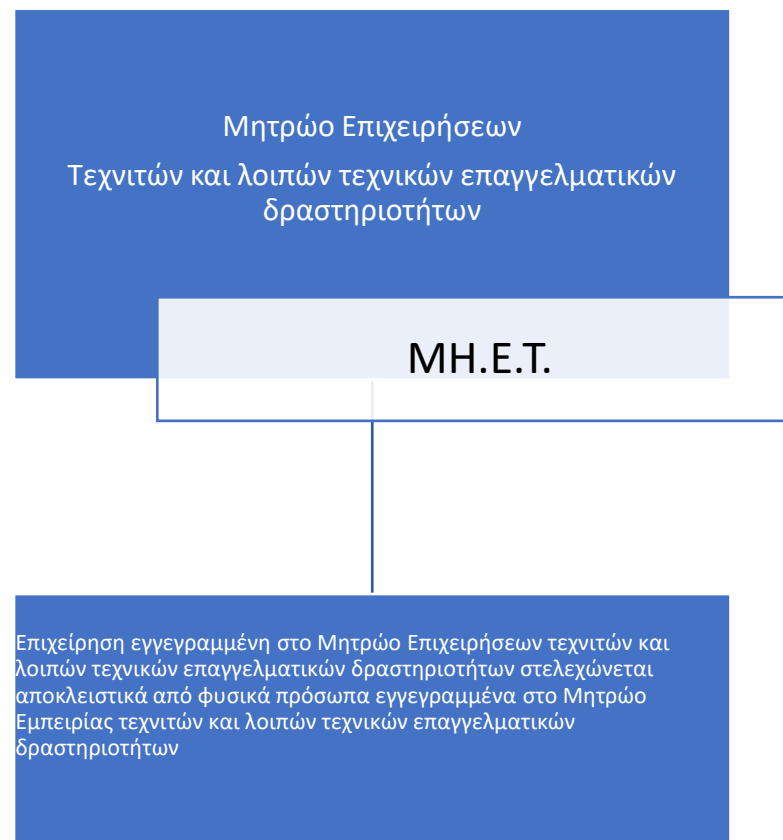 Μητρώο Επιχειρήσεων
Τεχνιτών και λοιπών τεχνικών επαγγελματικών
δραστηριοτήτων
ΜΗ.Ε.Τ.
Επιχείρηση εγγεγραμμένη στο Μητρώο Επιχειρήσεων τεχνιτών και
λοιπών τεχνικών επαγγελματικών δραστηριοτήτων στελεχώνεται
αποκλειστικά από φυσικά πρόσωπα εγγεγραμμένα στο Μητρώο
Εμπειρίας τεχνιτών και λοιπών τεχνικών επαγγελματικών
δραστηριοτήτων